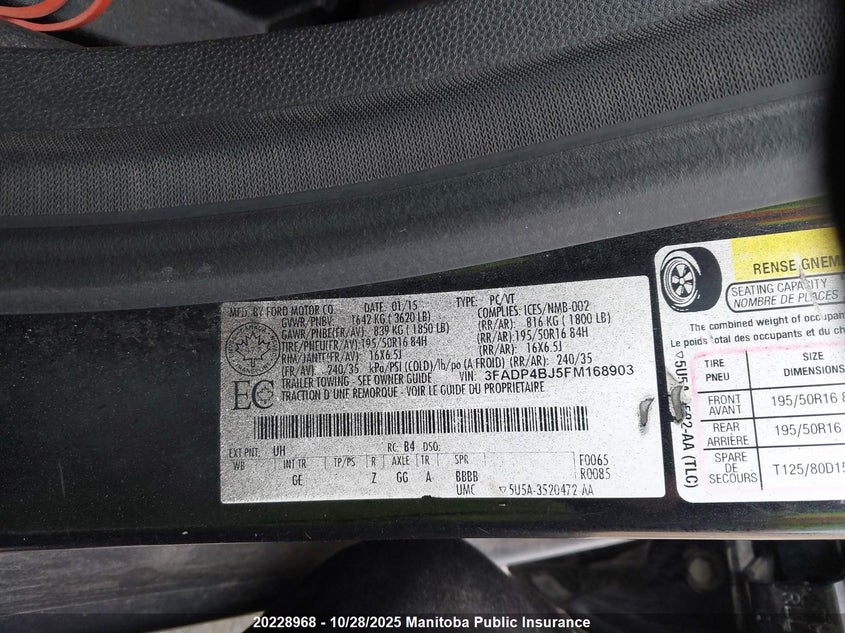 MFD. BY FORD MOTOR CO. DATE: 01/15 TYPE: PC/VT
GVWR/PNBV: 1642 KG ( 3620 LB) COMPLIES: ICES/NMB-002
GAWR/PNBE(FR/AV) 839 KG ( 1850 LB) (RR/AR): 816 KG ( 1800 LB)
TIRE/PNEU(FR/AV):195/50R16 84H (RR/AR):195/50R16 84H
RIM/JANT(FR/AV) 16X6.5J (RR/AR): 16X6.5J
(FR/AV): 240/35 kPa/PSI (COLD)/lb/po (A FROID) (RR/AR): 240/35
TRAILER TOWING - SEE OWNER GUIDE VIN: 3FADP4BJ5FM168903
TRACTION D'UNE REMORQUE - VOIR LE GUIDE DU PROPRIETAIRE
EC
EXT PNT: UH RC: B4 DSO:
WB INT TR TP/PS R AXLE TR SPR F0065
GE Z GG A BBBB R0085
UMC ▽5U5A-3520472-AA
RENSE GNEM
SEATING CAPACITY
NOMBRE DE PLACES
The combined weight of occupan
Le poids total des occupants et du ch
TIRE SIZE
PNEU DIMENSIONS
FRONT 195/50R16 8
AVANT
REAR 195/50R16
ARRIÈRE
SPARE T125/80D15
DE
SECOURS
(TLC)
20228968 - 10/28/2025 Manitoba Public Insurance